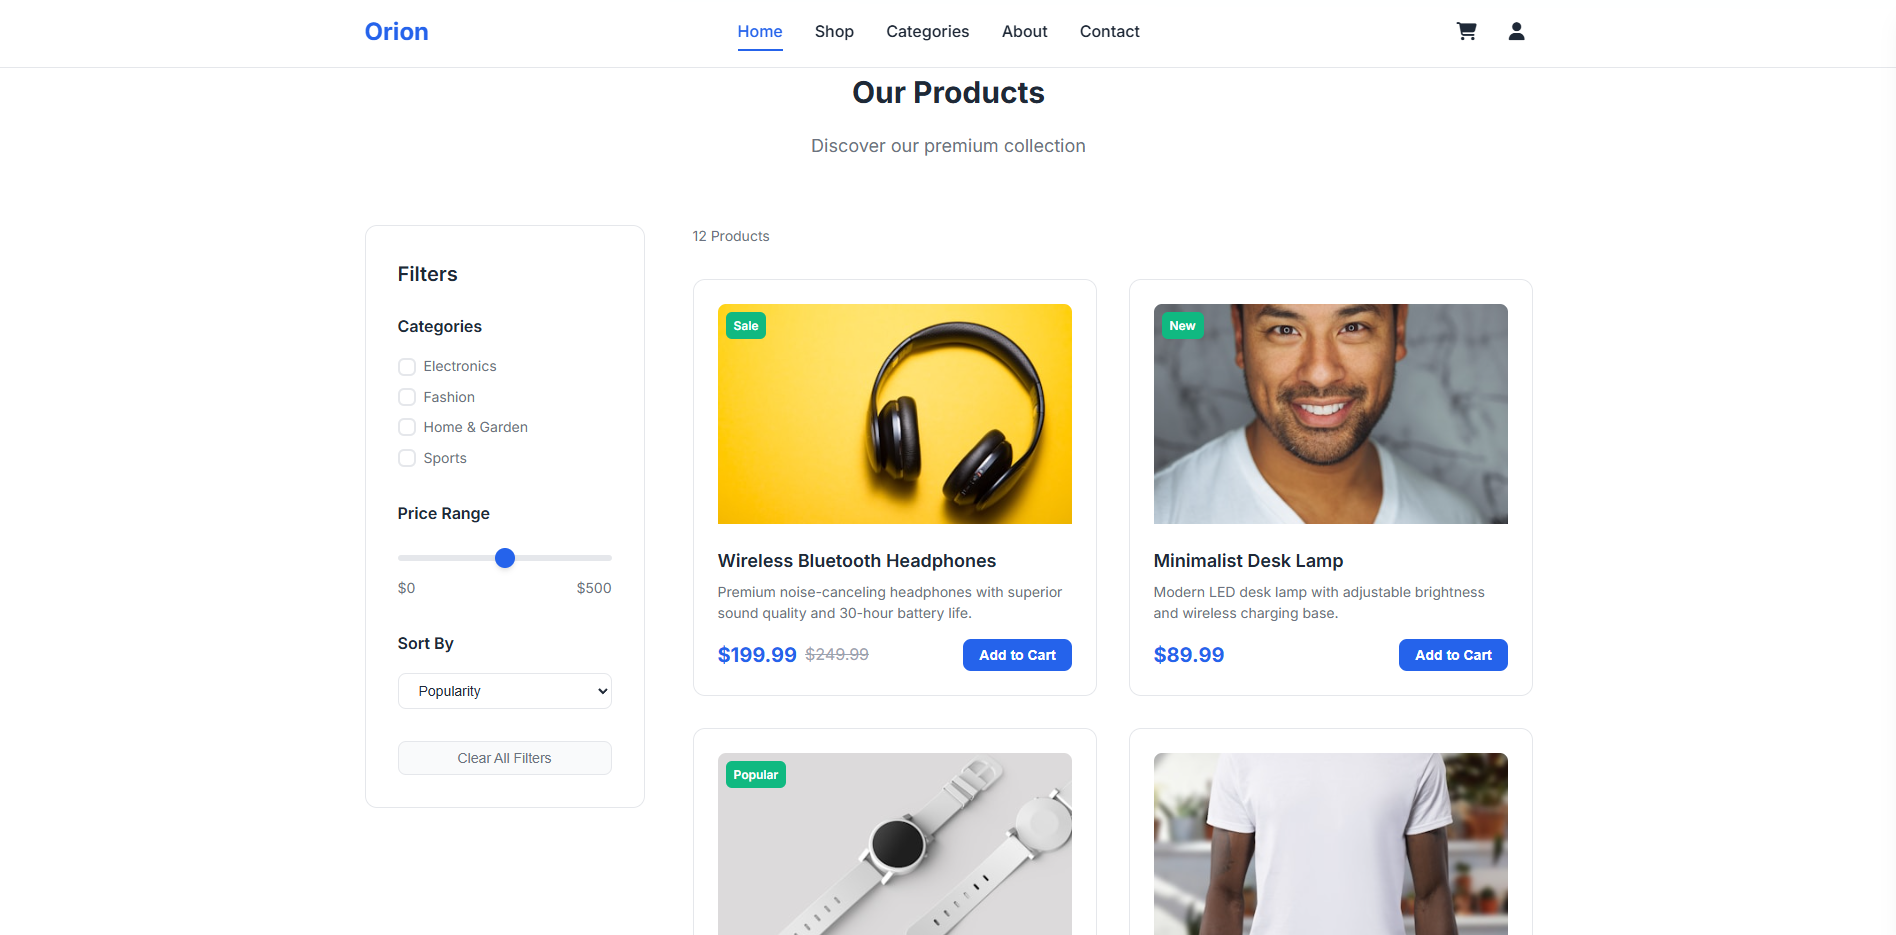 Orion
Home
Shop
Categories
About
Contact
Our Products
Discover our premium collection
Filters
Categories
Electronics
Fashion
Home & Garden
Sports
Price Range
$0
$500
Sort By
Popularity
Clear All Filters
12 Products
Sale
Wireless Bluetooth Headphones
Premium noise-canceling headphones with superior
sound quality and 30-hour battery life.
$199.99 $249.99
Add to Cart
New
Minimalist Desk Lamp
Modern LED desk lamp with adjustable brightness
and wireless charging base.
$89.99
Add to Cart
Popular